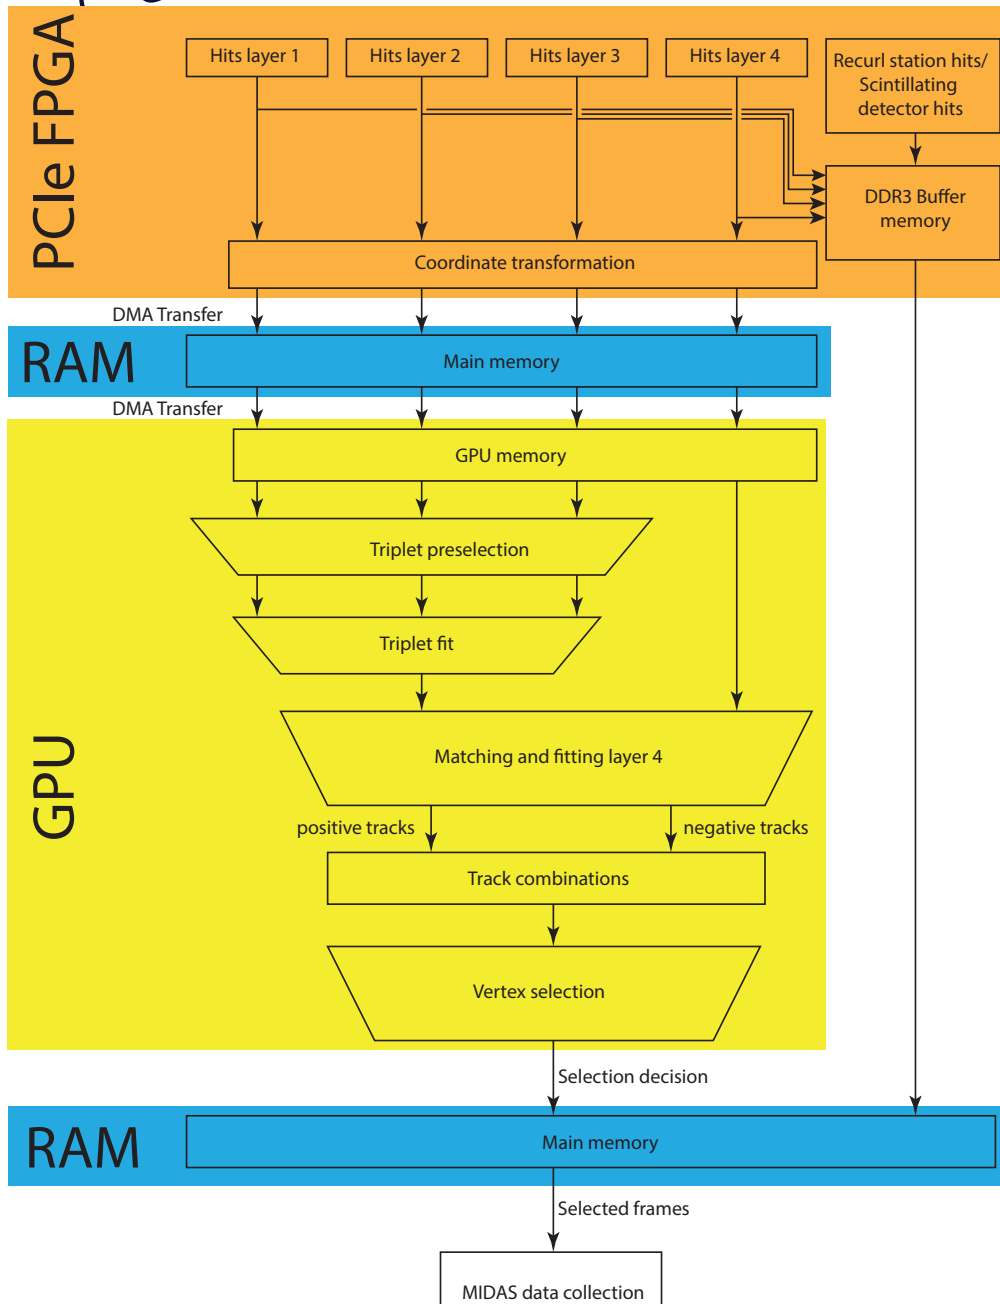 PCIe FPGA
Hits layer 1
Hits layer 2
Hits layer 3
Hits layer 4
Recurl station hits/
Scintillating
detector hits
DDR3 Buffer
memory
Coordinate transformation
DMA Transfer
RAM
Main memory
DMA Transfer
GPU
GPU memory
Triplet preselection
Triplet fit
Matching and fitting layer 4
positive tracks
negative tracks
Track combinations
Vertex selection
Selection decision
RAM
Main memory
Selected frames
MIDAS data collection